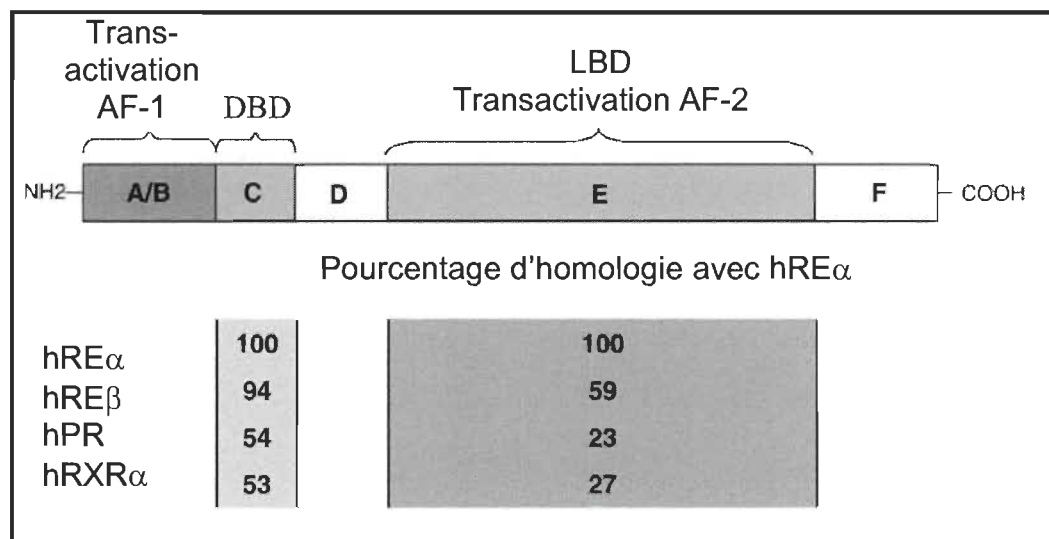 Trans-
activation
AF-1
DBD
LBD
Transactivation AF-2
NH2 A/B C D E F COOH
Pourcentage d'homologie avec hREα
hREα 100 100
hREβ 94 59
hPR 54 23
hRXRα 53 27